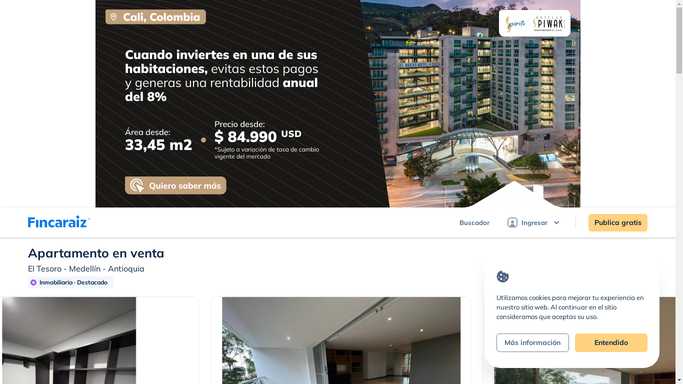 Cali, Colombia
Cuando inviertes en una de sus
habitaciones, evitas estos pagos
y generas una rentabilidad anual
del 8%
Área desde:
33,45 m2
Precio desde:
$ 84.990 USD
*Sujeto a variación de tasa de cambio
vigente del mercado
Quiero saber más
SPIWAK
Fincaraiz
Buscador
Ingresar
Publica gratis
Apartamento en venta
El Tesoro - Medellín - Antioquia
Inmobiliaria · Destacado
Utilizamos cookies para mejorar tu experiencia en
nuestro sitio web. Al continuar en el sitio
consideramos que aceptas su uso.
Más información
Entendido